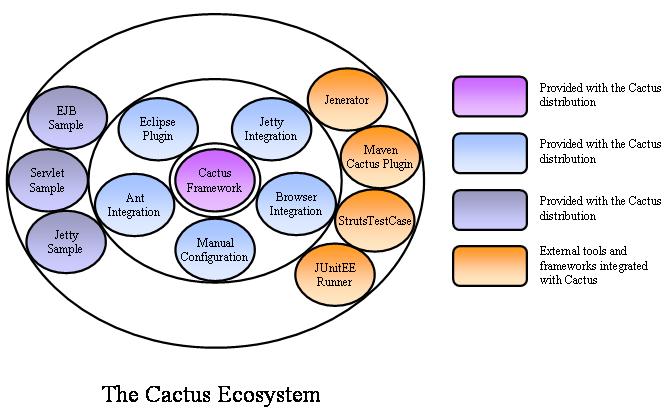 EJB
Sample
Servlet
Sample
Jetty
Sample
Eclipse
Plugin
Jetty
Integration
Cactus
Framework
Ant
Integration
Browser
Integration
Manual
Configuration
Jenerator
Maven
Cactus Plugin
StrutsTestCase
JUnitEE
Runner
Provided with the Cactus
distribution
Provided with the Cactus
distribution
Provided with the Cactus
distribution
External tools and
frameworks integrated
with Cactus
The Cactus Ecosystem